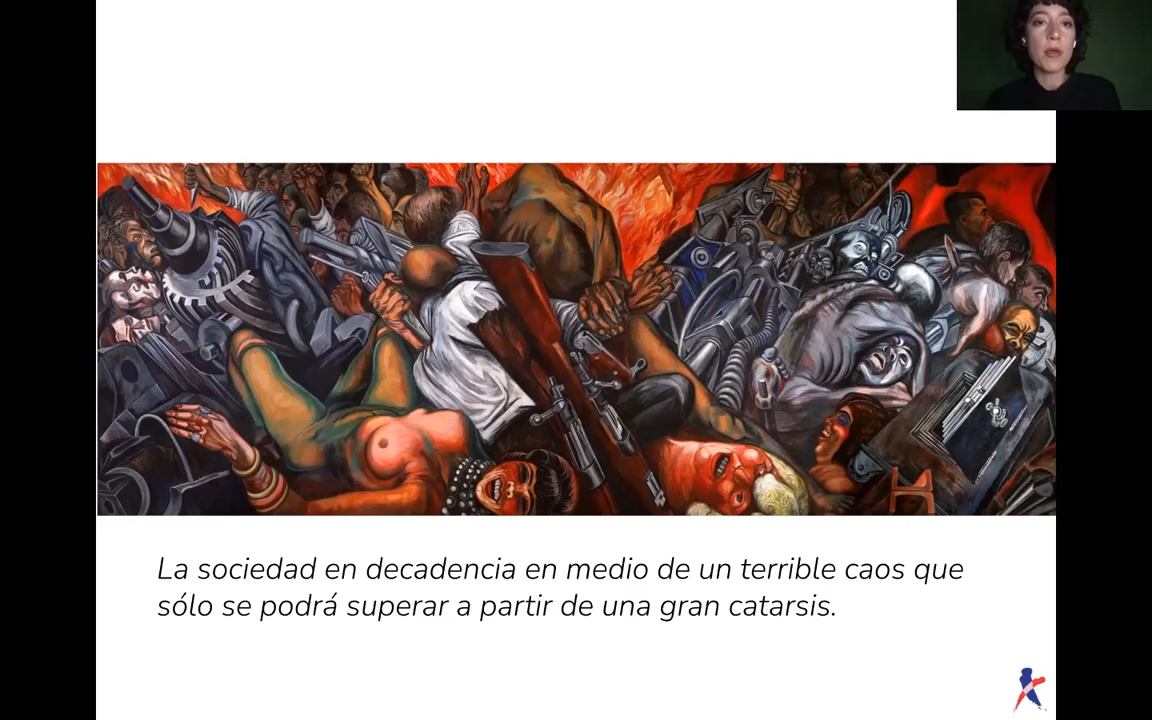 La sociedad en decadencia en medio de un terrible caos que
sólo se podrá superar a partir de una gran catarsis.